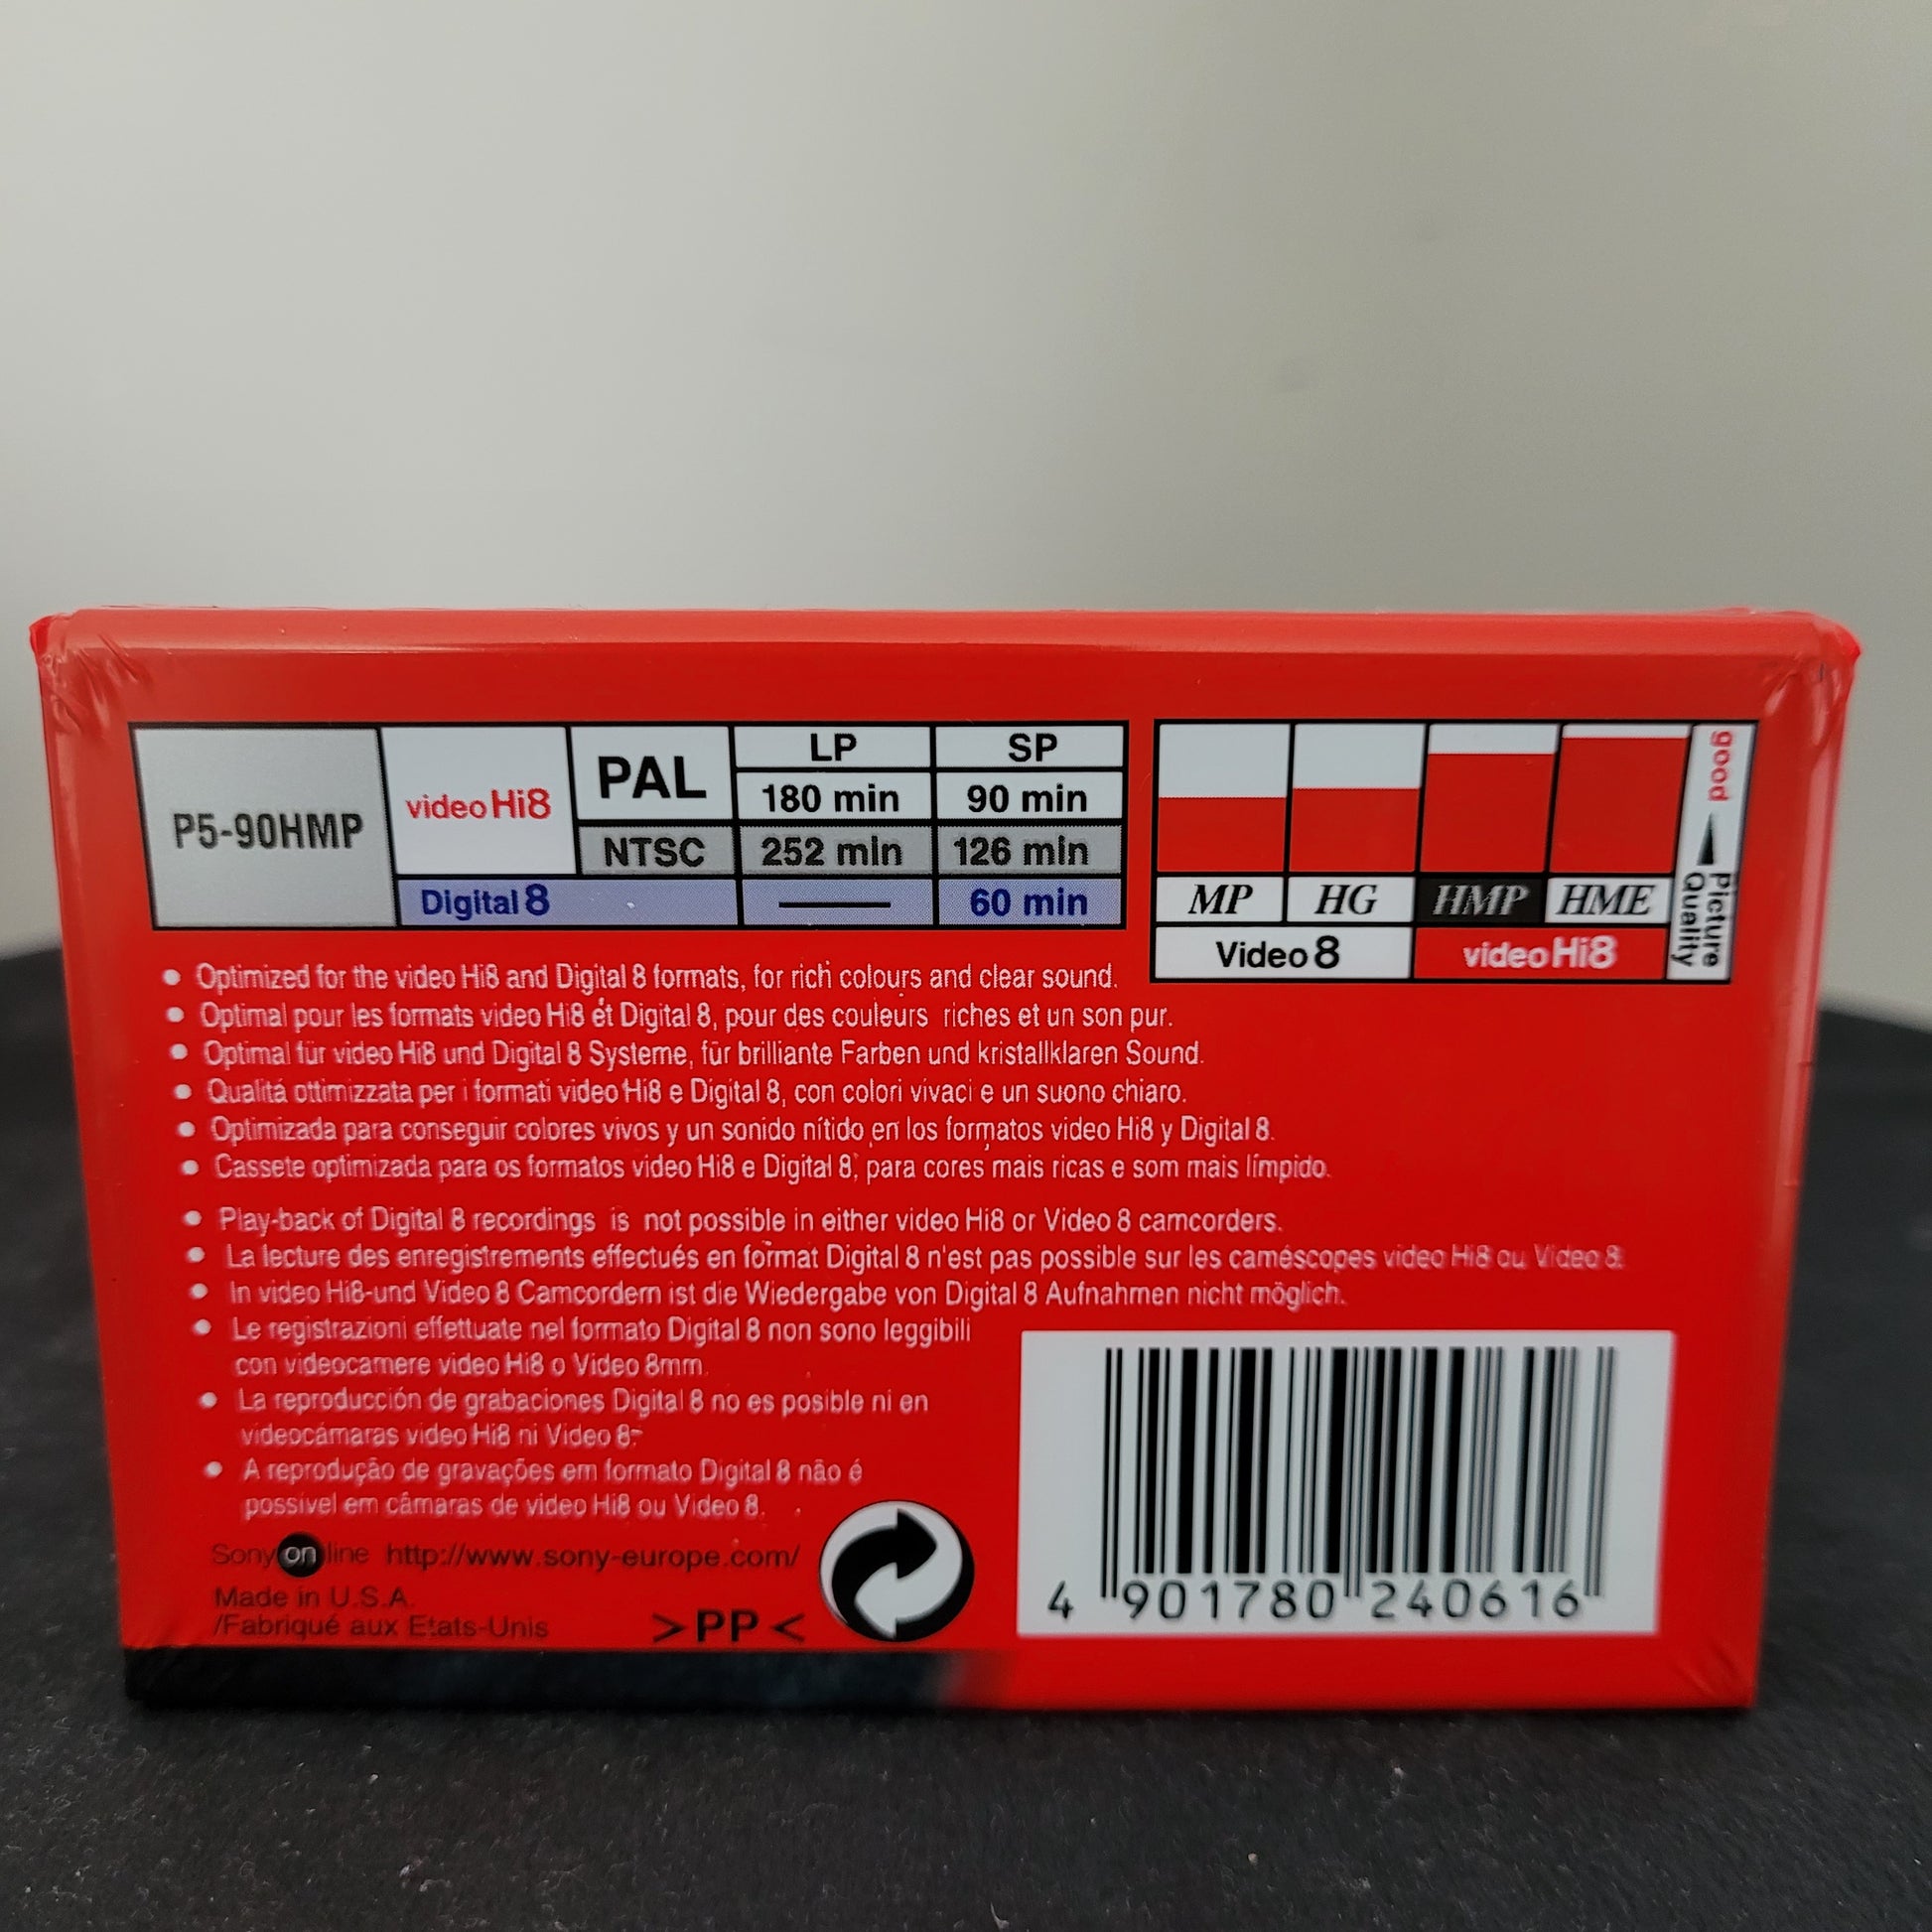 P5-90HMP
video Hi8
PAL
LP
SP
180 min
90 min
NTSC
252 min
126 min
Digital 8
60 min
MP
HG
HMP
HME
Video 8
video Hi8
good
Picture
Quality
• Optimized for the video Hi8 and Digital 8 formats, for rich colours and clear sound.
• Optimal pour les formats video Hi8 et Digital 8, pour des couleurs riches et un son pur.
• Optimal für video Hi8 und Digital 8 Systeme, für brilliante Farben und kristallklaren Sound.
• Qualitá ottimizzata per i formati video Hi8 e Digital 8, con colori vivaci e un suono chiaro.
• Optimizada para conseguir colores vivos y un sonido nítido en los formatos video Hi8 y Digital 8.
• Cassete optimizada para os formatos video Hi8 e Digital 8, para cores mais ricas e som mais límpido.
• Play-back of Digital 8 recordings is not possible in either video Hi8 or Video 8 camcorders.
• La lecture des enregistrements effectués en format Digital 8 n'est pas possible sur les caméscopes video Hi8 ou Video 8.
• In video Hi8-und Video 8 Camcordern ist die Wiedergabe von Digital 8 Aufnahmen nicht möglich.
• Le registrazioni effettuate nel formato Digital 8 non sono leggibili
con videocamere video Hi8 o Video 8mm.
• La reproducción de grabaciones Digital 8 no es posible ni en
videocámaras video Hi8 ni Video 8.
• A reprodução de gravações em formato Digital 8 não é
possível em câmaras de video Hi8 ou Video 8.
Sony on line http://www.sony-europe.com/
Made in U.S.A.
/Fabriqué aux Etats-Unis
>PP<
4 901780 240616